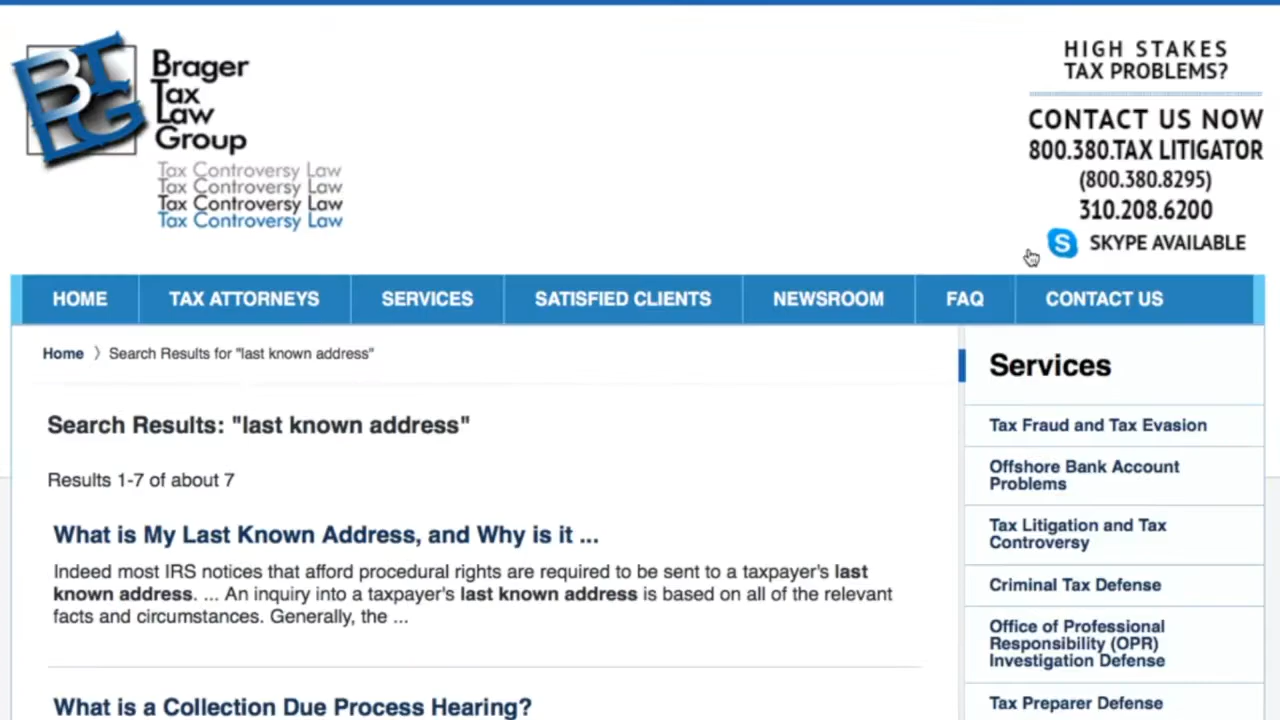 BTLG
Brager
Tax
Law
Group
Tax Controversy Law
Tax Controversy Law
Tax Controversy Law
Tax Controversy Law
HIGH STAKES
TAX PROBLEMS?
CONTACT US NOW
800.380.TAX LITIGATOR
(800.380.8295)
310.208.6200
S SKYPE AVAILABLE
HOME TAX ATTORNEYS SERVICES SATISFIED CLIENTS NEWSROOM FAQ CONTACT US
Home 〉 Search Results for "last known address"
Search Results: "last known address"
Results 1-7 of about 7
What is My Last Known Address, and Why is it ...
Indeed most IRS notices that afford procedural rights are required to be sent to a taxpayer's last
known address. ... An inquiry into a taxpayer's last known address is based on all of the relevant
facts and circumstances. Generally, the ...
What is a Collection Due Process Hearing?
Services
Tax Fraud and Tax Evasion
Offshore Bank Account
Problems
Tax Litigation and Tax
Controversy
Criminal Tax Defense
Office of Professional
Responsibility (OPR)
Investigation Defense
Tax Preparer Defense